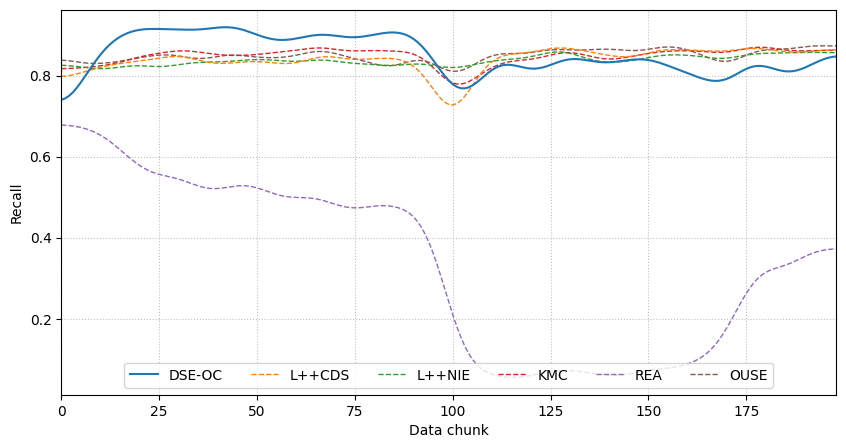 Recall
0.8
0.6
0.4
0.2
DSE-OC L++CDS L++NIE KMC REA OUSE
0 25 50 75 100 125 150 175
Data chunk